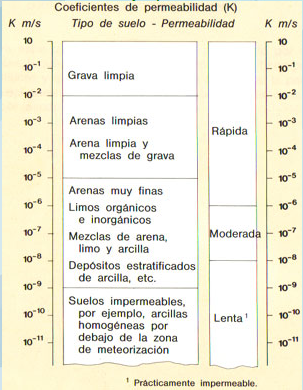 Coeficientes de permeabilidad (K)
K m/s Tipo de suelo - Permeabilidad K m/s
10 10
10⁻¹ Grava limpia 10⁻¹
10⁻² 10⁻²
10⁻³ Arenas limpias Rápida 10⁻³
10⁻⁴ Arena limpia y mezclas de grava 10⁻⁴
10⁻⁵ 10⁻⁵
Arenas muy finas
10⁻⁶ Limos orgánicos 10⁻⁶
e inorgánicos
10⁻⁷ Mezclas de arena, Moderada 10⁻⁷
limo y arcilla
10⁻⁸ Depósitos estratificados 10⁻⁸
de arcilla, etc.
10⁻⁹ Suelos impermeables, 10⁻⁹
por ejemplo, arcillas
10⁻¹⁰ homogéneas por Lenta ¹ 10⁻¹⁰
debajo de la zona
10⁻¹¹ de meteorización 10⁻¹¹
¹ Prácticamente impermeable.